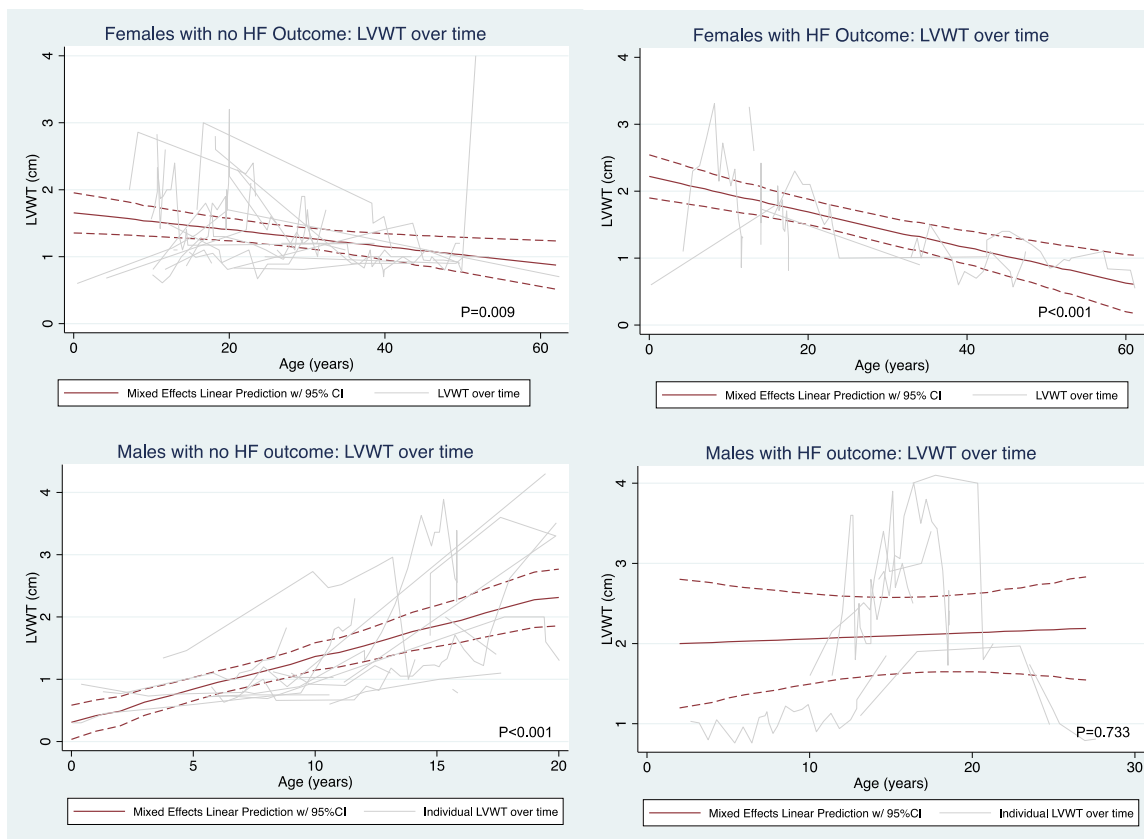 Females with no HF Outcome: LVWT over time
LVWT (cm)
4
3
2
1
0
P=0.009
0 20 40 60
Age (years)
Mixed Effects Linear Prediction w/ 95% CI LVWT over time
Females with HF Outcome: LVWT over time
LVWT (cm)
4
3
2
1
0
P<0.001
0 20 40 60
Age (years)
Mixed Effects Linear Prediction w/ 95% CI LVWT over time
Males with no HF outcome: LVWT over time
LVWT (cm)
4
3
2
1
0
P<0.001
0 5 10 15 20
Age (years)
Mixed Effects Linear Prediction w/ 95%CI Individual LVWT over time
Males with HF outcome: LVWT over time
LVWT (cm)
4
3
2
1
P=0.733
0 10 20 30
Age (years)
Mixed Effects Linear Prediction w/ 95%CI Individual LVWT over time